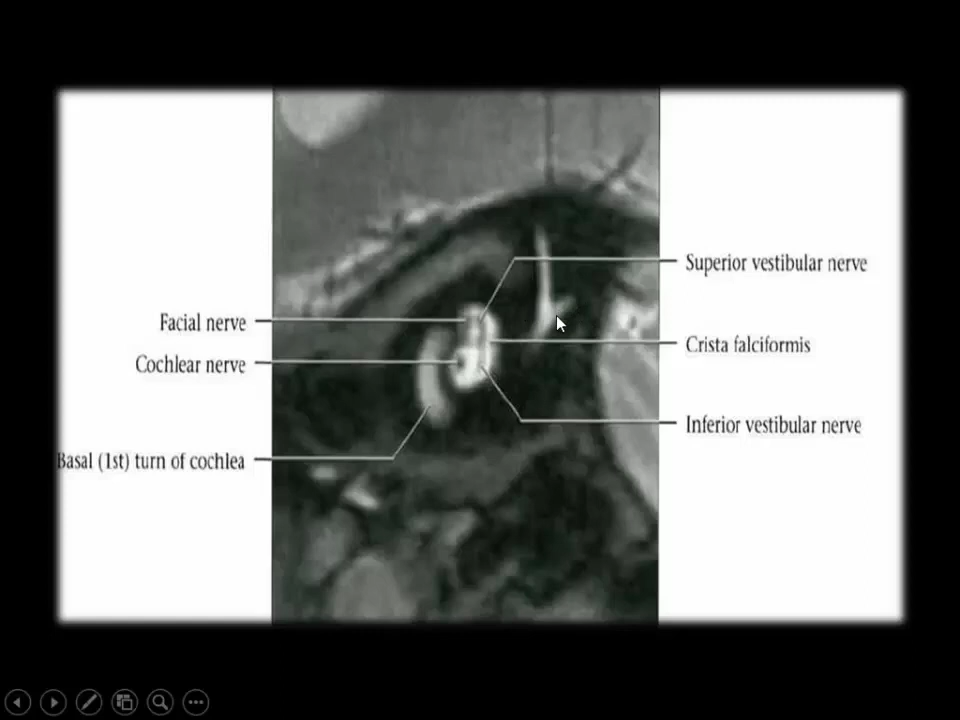 Superior vestibular nerve
Facial nerve
Crista falciformis
Cochlear nerve
Inferior vestibular nerve
Basal (1st) turn of cochlea